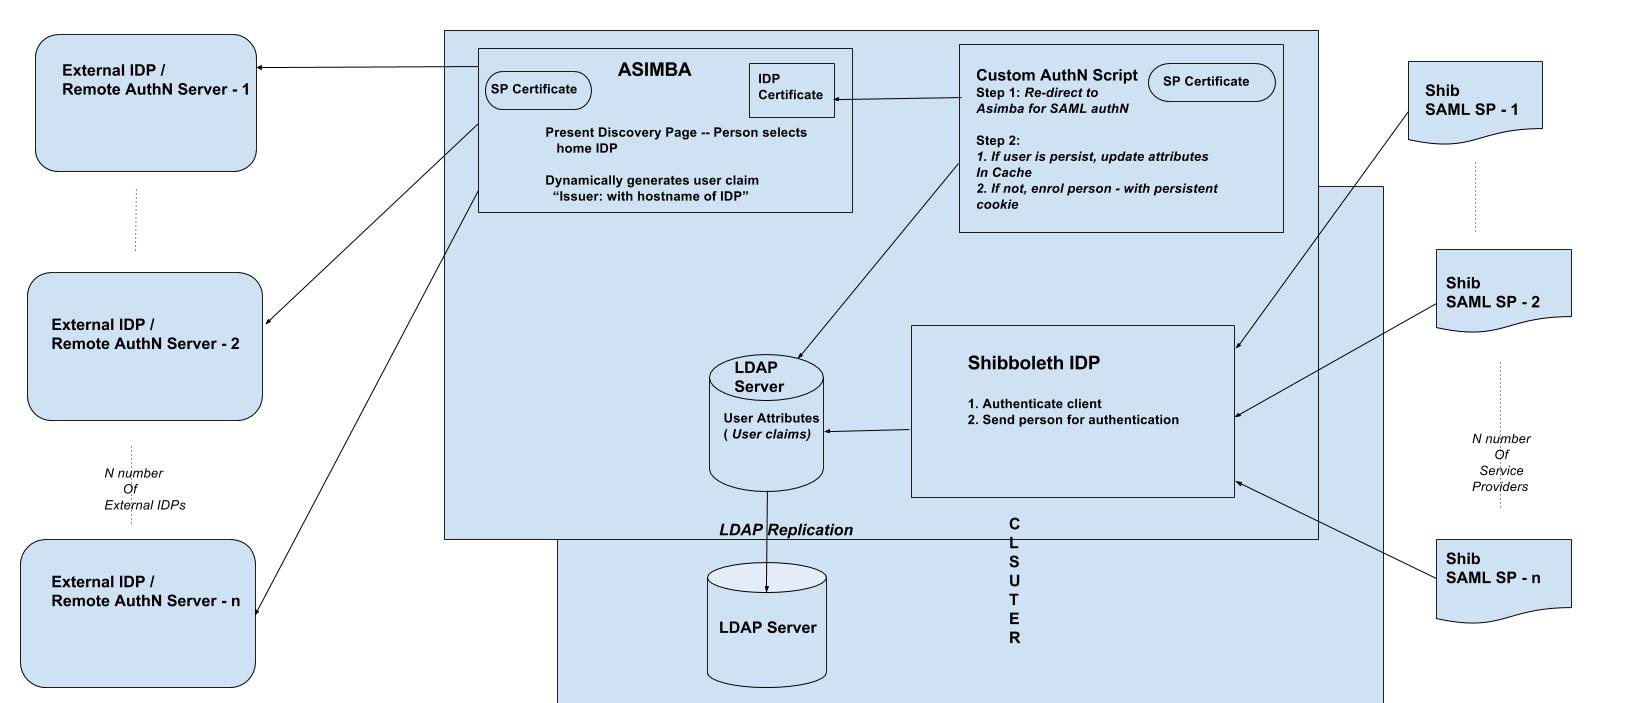 External IDP /
Remote AuthN Server - 1
External IDP /
Remote AuthN Server - 2
N number
Of
External IDPs
External IDP /
Remote AuthN Server - n
ASIMBA
SP Certificate
IDP
Certificate
Present Discovery Page -- Person selects
home IDP
Dynamically generates user claim
“Issuer: with hostname of IDP”
Custom AuthN Script
SP Certificate
Step 1: Re-direct to
Asimba for SAML authN
Step 2:
1. If user is persist, update attributes
In Cache
2. If not, enrol person - with persistent
cookie
LDAP
Server
User Attributes
( User claims)
Shibboleth IDP
1. Authenticate client
2. Send person for authentication
LDAP Replication
LDAP Server
C
L
S
U
T
E
R
Shib
SAML SP - 1
Shib
SAML SP - 2
N number
Of
Service
Providers
Shib
SAML SP - n